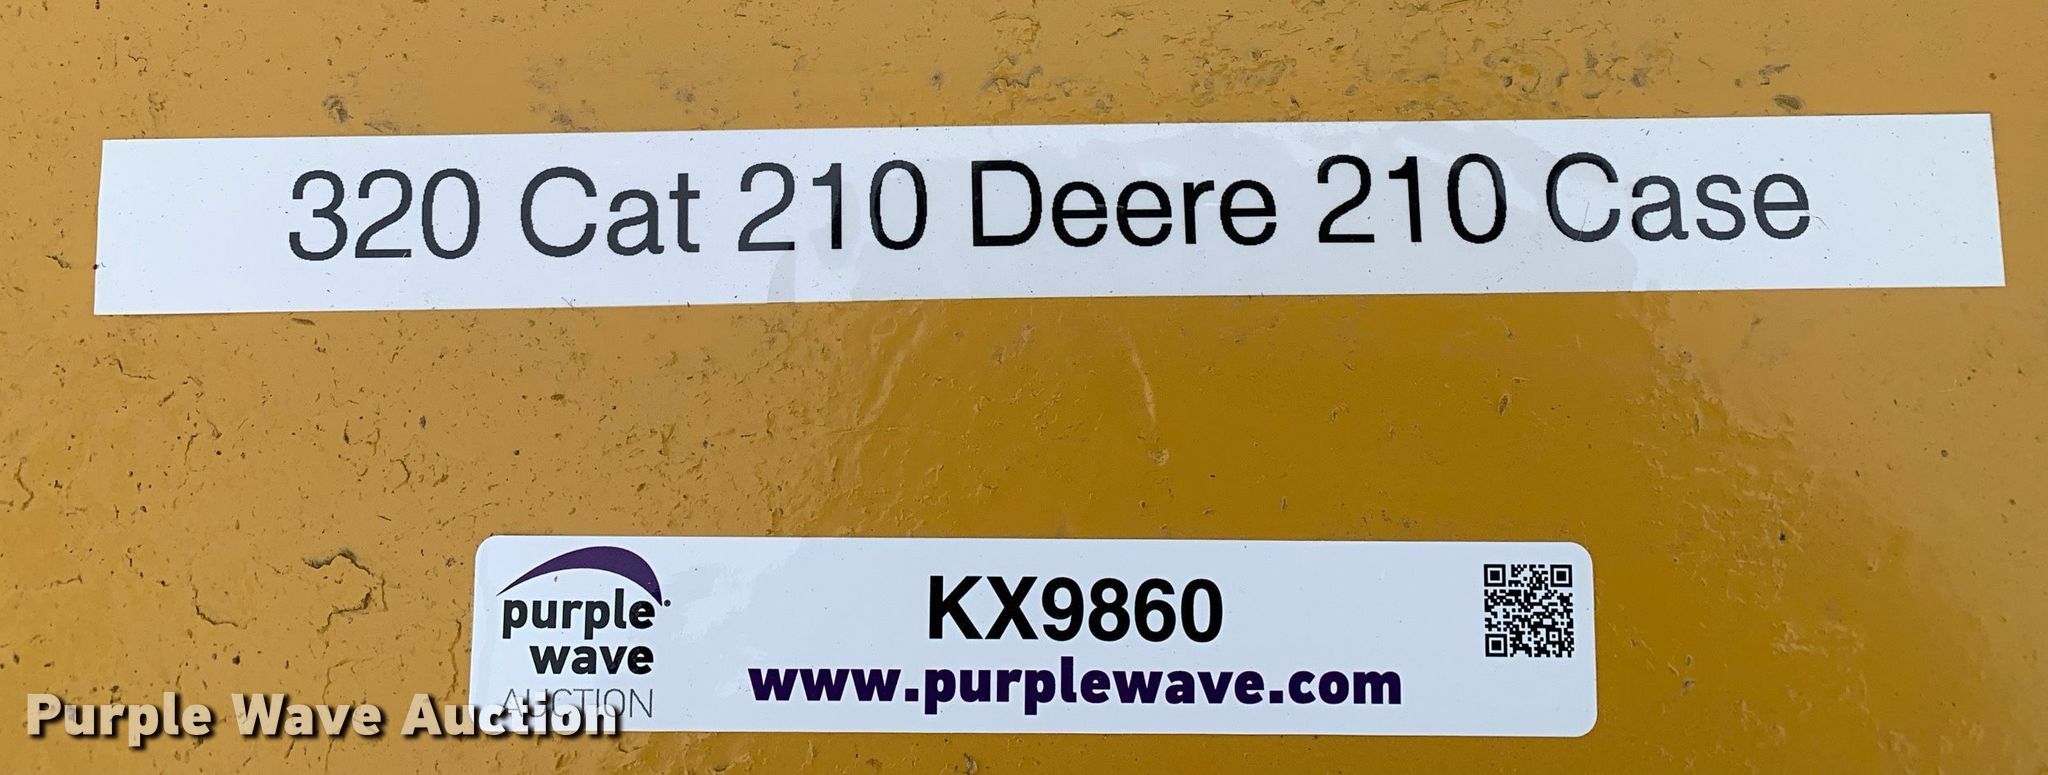 320 Cat 210 Deere 210 Case
purple
wave
AUCTION
KX9860
www.purplewave.com
Purple Wave Auction